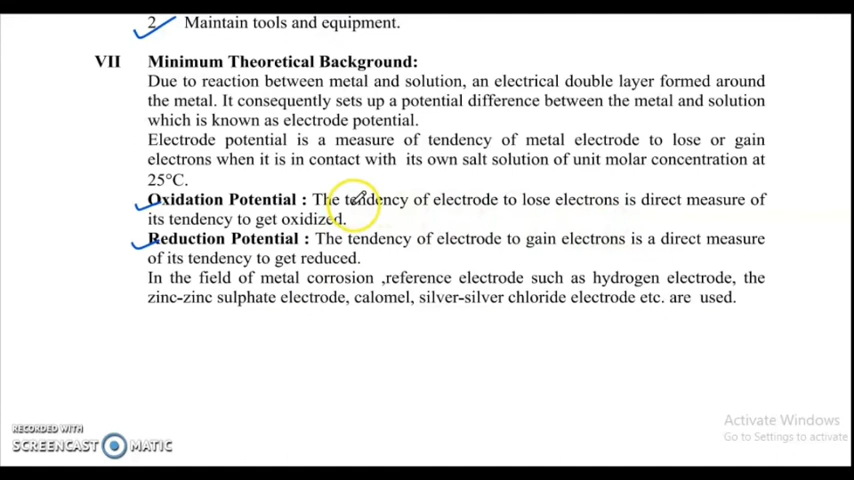 2 Maintain tools and equipment.
VII Minimum Theoretical Background:
Due to reaction between metal and solution, an electrical double layer formed around
the metal. It consequently sets up a potential difference between the metal and solution
which is known as electrode potential.
Electrode potential is a measure of tendency of metal electrode to lose or gain
electrons when it is in contact with its own salt solution of unit molar concentration at
25°C.
Oxidation Potential : The tendency of electrode to lose electrons is direct measure of
its tendency to get oxidized.
Reduction Potential : The tendency of electrode to gain electrons is a direct measure
of its tendency to get reduced.
In the field of metal corrosion ,reference electrode such as hydrogen electrode, the
zinc-zinc sulphate electrode, calomel, silver-silver chloride electrode etc. are used.
Activate Windows
Go to Settings to activate
RECORDED WITH
SCREENCAST MATIC